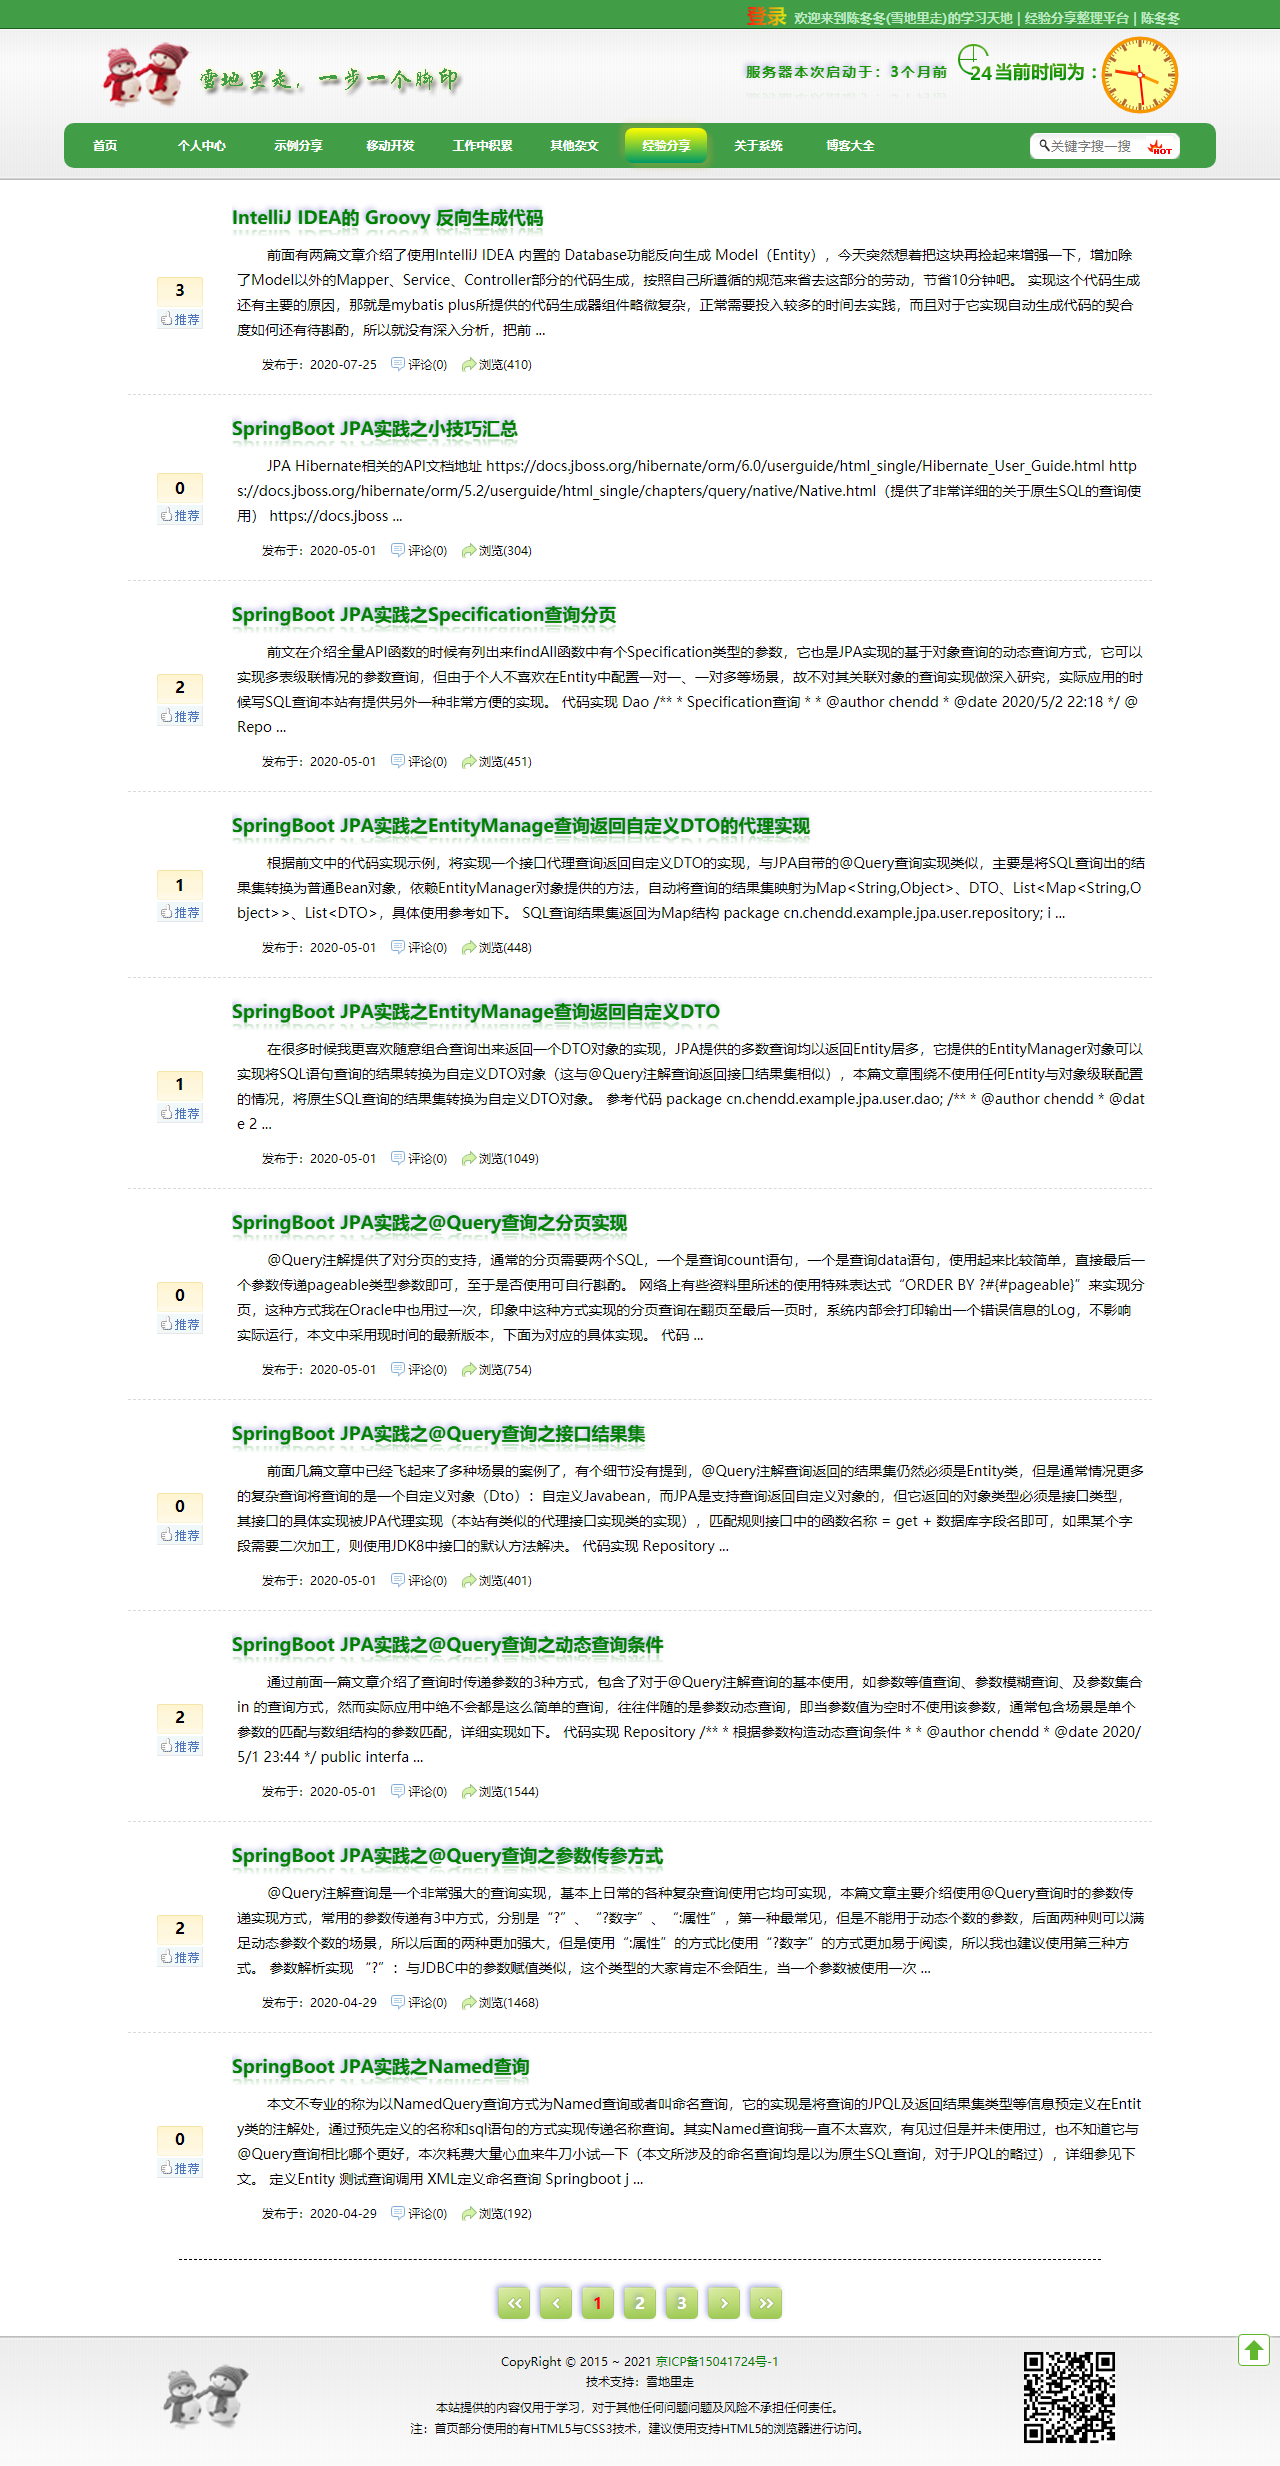 登录 欢迎来到陈冬冬(雪地里走)的学习天地 | 经验分享整理平台 | 陈冬冬
雪地里走，一步一个脚印
服务器本次启动于：3个月前 24 当前时间为：
首页 个人中心 示例分享 移动开发 工作中积累 其他杂文 经验分享 关于系统 博客大全 关键字搜一搜 HOT
IntelliJ IDEA的 Groovy 反向生成代码
前面有两篇文章介绍了使用IntelliJ IDEA 内置的 Database功能反向生成 Model（Entity），今天突然想着把这块再捡起来增强一下，增加除
了Model以外的Mapper、Service、Controller部分的代码生成，按照自己所遵循的规范来省去这部分的劳动，节省10分钟吧。 实现这个代码生成
还有主要的原因，那就是mybatis plus所提供的代码生成器组件略微复杂，正常需要投入较多的时间去实践，而且对于它实现自动生成代码的契合
度如何还有待斟酌，所以就没有深入分析，把前 ...
3
推荐
发布于：2020-07-25 评论(0) 浏览(410)
SpringBoot JPA实践之小技巧汇总
JPA Hibernate相关的API文档地址 https://docs.jboss.org/hibernate/orm/6.0/userguide/html_single/Hibernate_User_Guide.html http
s://docs.jboss.org/hibernate/orm/5.2/userguide/html_single/chapters/query/native/Native.html（提供了非常详细的关于原生SQL的查询使
用） https://docs.jboss ...
0
推荐
发布于：2020-05-01 评论(0) 浏览(304)
SpringBoot JPA实践之Specification查询分页
前文在介绍全量API函数的时候有列出来findAll函数中有个Specification类型的参数，它也是JPA实现的基于对象查询的动态查询方式，它可以
实现多表级联情况的参数查询，但由于个人不喜欢在Entity中配置一对一、一对多等场景，故不对其关联对象的查询实现做深入研究，实际应用的时
候写SQL查询本站有提供另外一种非常方便的实现。 代码实现 Dao /** * Specification查询 * * @author chendd * @date 2020/5/2 22:18 */ @
Repo ...
2
推荐
发布于：2020-05-01 评论(0) 浏览(451)
SpringBoot JPA实践之EntityManage查询返回自定义DTO的代理实现
根据前文中的代码实现示例，将实现一个接口代理查询返回自定义DTO的实现，与JPA自带的@Query查询实现类似，主要是将SQL查询出的结
果集转换为普通Bean对象，依赖EntityManager对象提供的方法，自动将查询的结果集映射为Map<String,Object>、DTO、List<Map<String,O
bject>>、List<DTO>，具体使用参考如下。 SQL查询结果集返回为Map结构 package cn.chendd.example.jpa.user.repository; i ...
1
推荐
发布于：2020-05-01 评论(0) 浏览(448)
SpringBoot JPA实践之EntityManage查询返回自定义DTO
在很多时候我更喜欢随意组合查询出来返回一个DTO对象的实现，JPA提供的多数查询均以返回Entity居多，它提供的EntityManager对象可以
实现将SQL语句查询的结果转换为自定义DTO对象（这与@Query注解查询返回接口结果集相似），本篇文章围绕不使用任何Entity与对象级联配置
的情况，将原生SQL查询的结果集转换为自定义DTO对象。 参考代码 package cn.chendd.example.jpa.user.dao; /** * @author chendd * @dat
e 2 ...
1
推荐
发布于：2020-05-01 评论(0) 浏览(1049)
SpringBoot JPA实践之@Query查询之分页实现
@Query注解提供了对分页的支持，通常的分页需要两个SQL，一个是查询count语句，一个是查询data语句，使用起来比较简单，直接最后一
个参数传递pageable类型参数即可，至于是否使用可自行斟酌。 网络上有些资料里所述的使用特殊表达式“ORDER BY ?#{#pageable}”来实现分
页，这种方式我在Oracle中也用过一次，印象中这种方式实现的分页查询在翻页至最后一页时，系统内部会打印输出一个错误信息的Log，不影响
实际运行，本文中采用现时间的最新版本，下面为对应的具体实现。 代码 ...
0
推荐
发布于：2020-05-01 评论(0) 浏览(754)
SpringBoot JPA实践之@Query查询之接口结果集
前面几篇文章中已经飞起来了多种场景的案例了，有个细节没有提到，@Query注解查询返回的结果集仍然必须是Entity类，但是通常情况更多
的复杂查询将查询的是一个自定义对象（Dto）：自定义Javabean，而JPA是支持查询返回自定义对象的，但它返回的对象类型必须是接口类型，
其接口的具体实现被JPA代理实现（本站有类似的代理接口实现类的实现），匹配规则接口中的函数名称 = get + 数据库字段名即可，如果某个字
段需要二次加工，则使用JDK8中接口的默认方法解决。 代码实现 Repository ...
0
推荐
发布于：2020-05-01 评论(0) 浏览(401)
SpringBoot JPA实践之@Query查询之动态查询条件
通过前面一篇文章介绍了查询时传递参数的3种方式，包含了对于@Query注解查询的基本使用，如参数等值查询、参数模糊查询、及参数集合
in 的查询方式，然而实际应用中绝不会都是这么简单的查询，往往伴随的是参数动态查询，即当参数值为空时不使用该参数，通常包含场景是单个
参数的匹配与数组结构的参数匹配，详细实现如下。 代码实现 Repository /** * 根据参数构造动态查询条件 * * @author chendd * @date 2020/
5/1 23:44 */ public interfa ...
2
推荐
发布于：2020-05-01 评论(0) 浏览(1544)
SpringBoot JPA实践之@Query查询之参数传参方式
@Query注解查询是一个非常强大的查询实现，基本上日常的各种复杂查询使用它均可实现，本篇文章主要介绍使用@Query查询时的参数传
递实现方式，常用的参数传递有3中方式，分别是“?”、“?数字”、“:属性”，第一种最常见，但是不能用于动态个数的参数，后面两种则可以满
足动态参数个数的场景，所以后面的两种更加强大，但是使用“:属性”的方式比使用“?数字”的方式更加易于阅读，所以我也建议使用第三种方
式。 参数解析实现 “?”：与JDBC中的参数赋值类似，这个类型的大家肯定不会陌生，当一个参数被使用一次 ...
2
推荐
发布于：2020-04-29 评论(0) 浏览(1468)
SpringBoot JPA实践之Named查询
本文不专业的称为以NamedQuery查询方式为Named查询或者叫命名查询，它的实现是将查询的JPQL及返回结果集类型等信息预定义在Entit
y类的注解处，通过预先定义的名称和sql语句的方式实现传递名称查询。其实Named查询我一直不太喜欢，有见过但是并未使用过，也不知道它与
@Query查询相比哪个更好，本次耗费大量心血来牛刀小试一下（本文所涉及的命名查询均是以为原生SQL查询，对于JPQL的略过），详细参见下
文。 定义Entity 测试查询调用 XML定义命名查询 Springboot j ...
0
推荐
发布于：2020-04-29 评论(0) 浏览(192)
<< < 1 2 3 > >>
CopyRight © 2015 ~ 2021 京ICP备15041724号-1
技术支持：雪地里走
本站提供的内容仅用于学习，对于其他任何问题问题及风险不承担任何责任。
注：首页部分使用的有HTML5与CSS3技术，建议使用支持HTML5的浏览器进行访问。